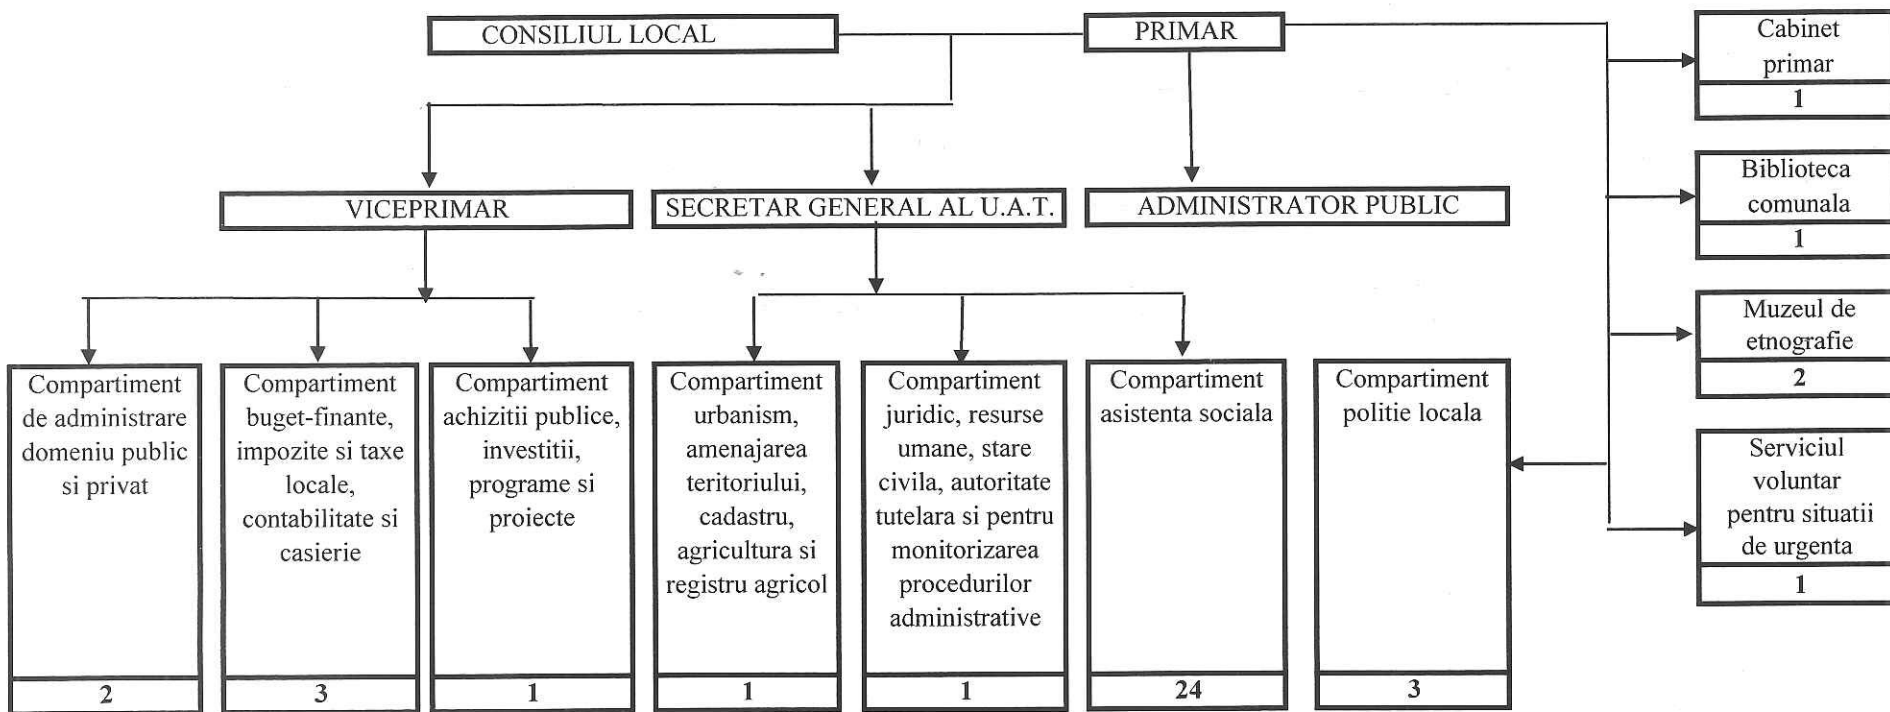 CONSILIUL LOCAL
PRIMAR
Cabinet
primar
1
Biblioteca
comunala
1
Muzeul de
etnografie
2
Serviciul
voluntar
pentru situatii
de urgenta
1
VICEPRIMAR
SECRETAR GENERAL AL U.A.T.
ADMINISTRATOR PUBLIC
Compartiment
de administrare
domeniu public
si privat
2
Compartiment
buget-finante,
impozite si taxe
locale,
contabilitate si
casierie
3
Compartiment
achizitii publice,
investitii,
programe si
proiecte
1
Compartiment
urbanism,
amenajarea
teritoriului,
cadastru,
agricultura si
registru agricol
1
Compartiment
juridic, resurse
umane, stare
civila, autoritate
tutelara si pentru
monitorizarea
procedurilor
administrative
1
Compartiment
asistenta sociala
24
Compartiment
politie locala
3